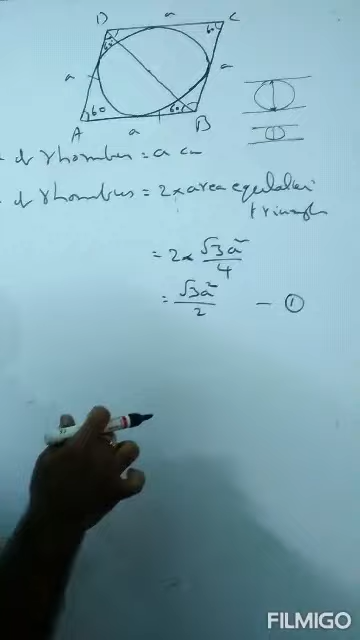 D a C
60 60
a a
60 60
A a B
d rhombus = a cm
d rhombus = 2 x area equilateral
triangle
= 2 x √3a²/4
= √3a²/2 — ①
FILMIGO